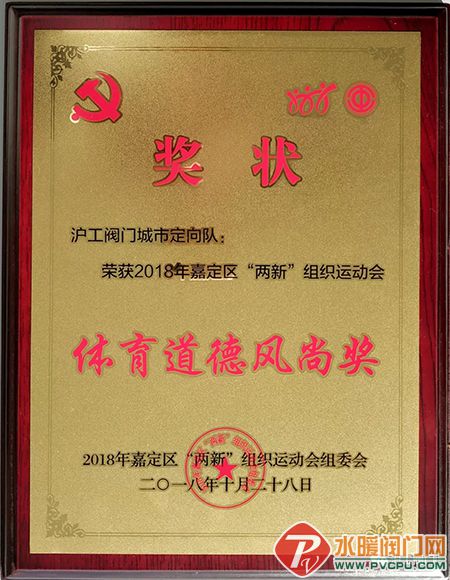 奖状
沪工阀门城市定向队:
荣获2018年嘉定区“两新”组织运动会
体育道德风尚奖
2018年嘉定区“两新”组织运动会组委会
二〇一八年十月二十八日
水暖阀门网
WWW.PVCPU.COM